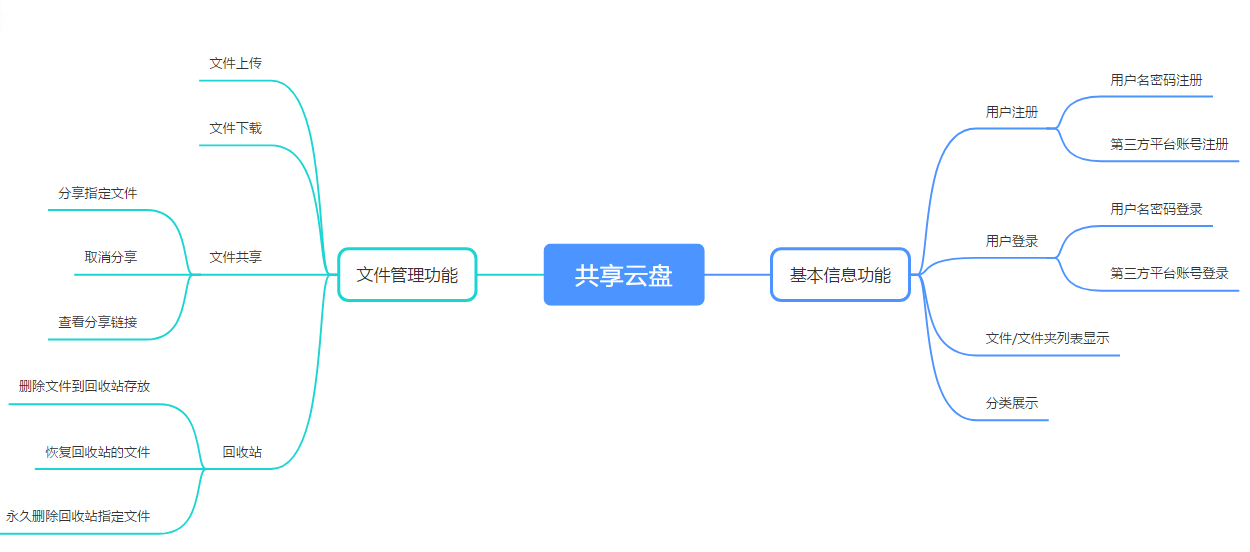 共享云盘
文件管理功能
文件上传
文件下载
文件共享
分享指定文件
取消分享
查看分享链接
回收站
删除文件到回收站存放
恢复回收站的文件
永久删除回收站指定文件
基本信息功能
用户注册
用户名密码注册
第三方平台账号注册
用户登录
用户名密码登录
第三方平台账号登录
文件/文件夹列表显示
分类展示